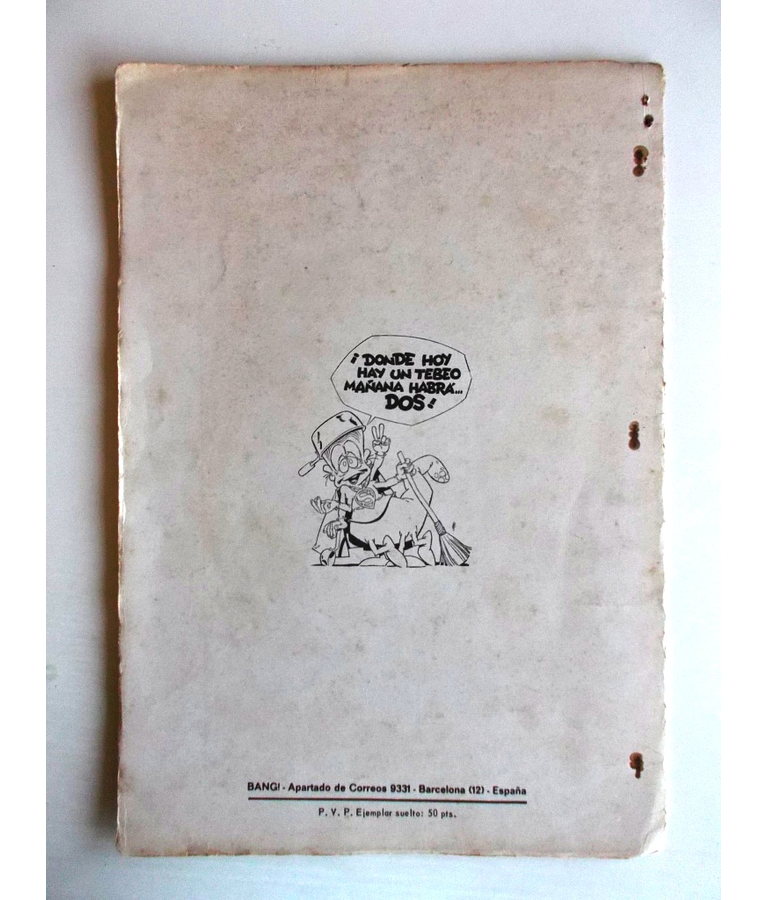 ¡DONDE HOY
HAY UN TEBEO
MAÑANA HABRÁ...
DOS!
BANG! - Apartado de Correos 9331 - Barcelona (12) - España
P. V. P. Ejemplar suelto: 50 pts.